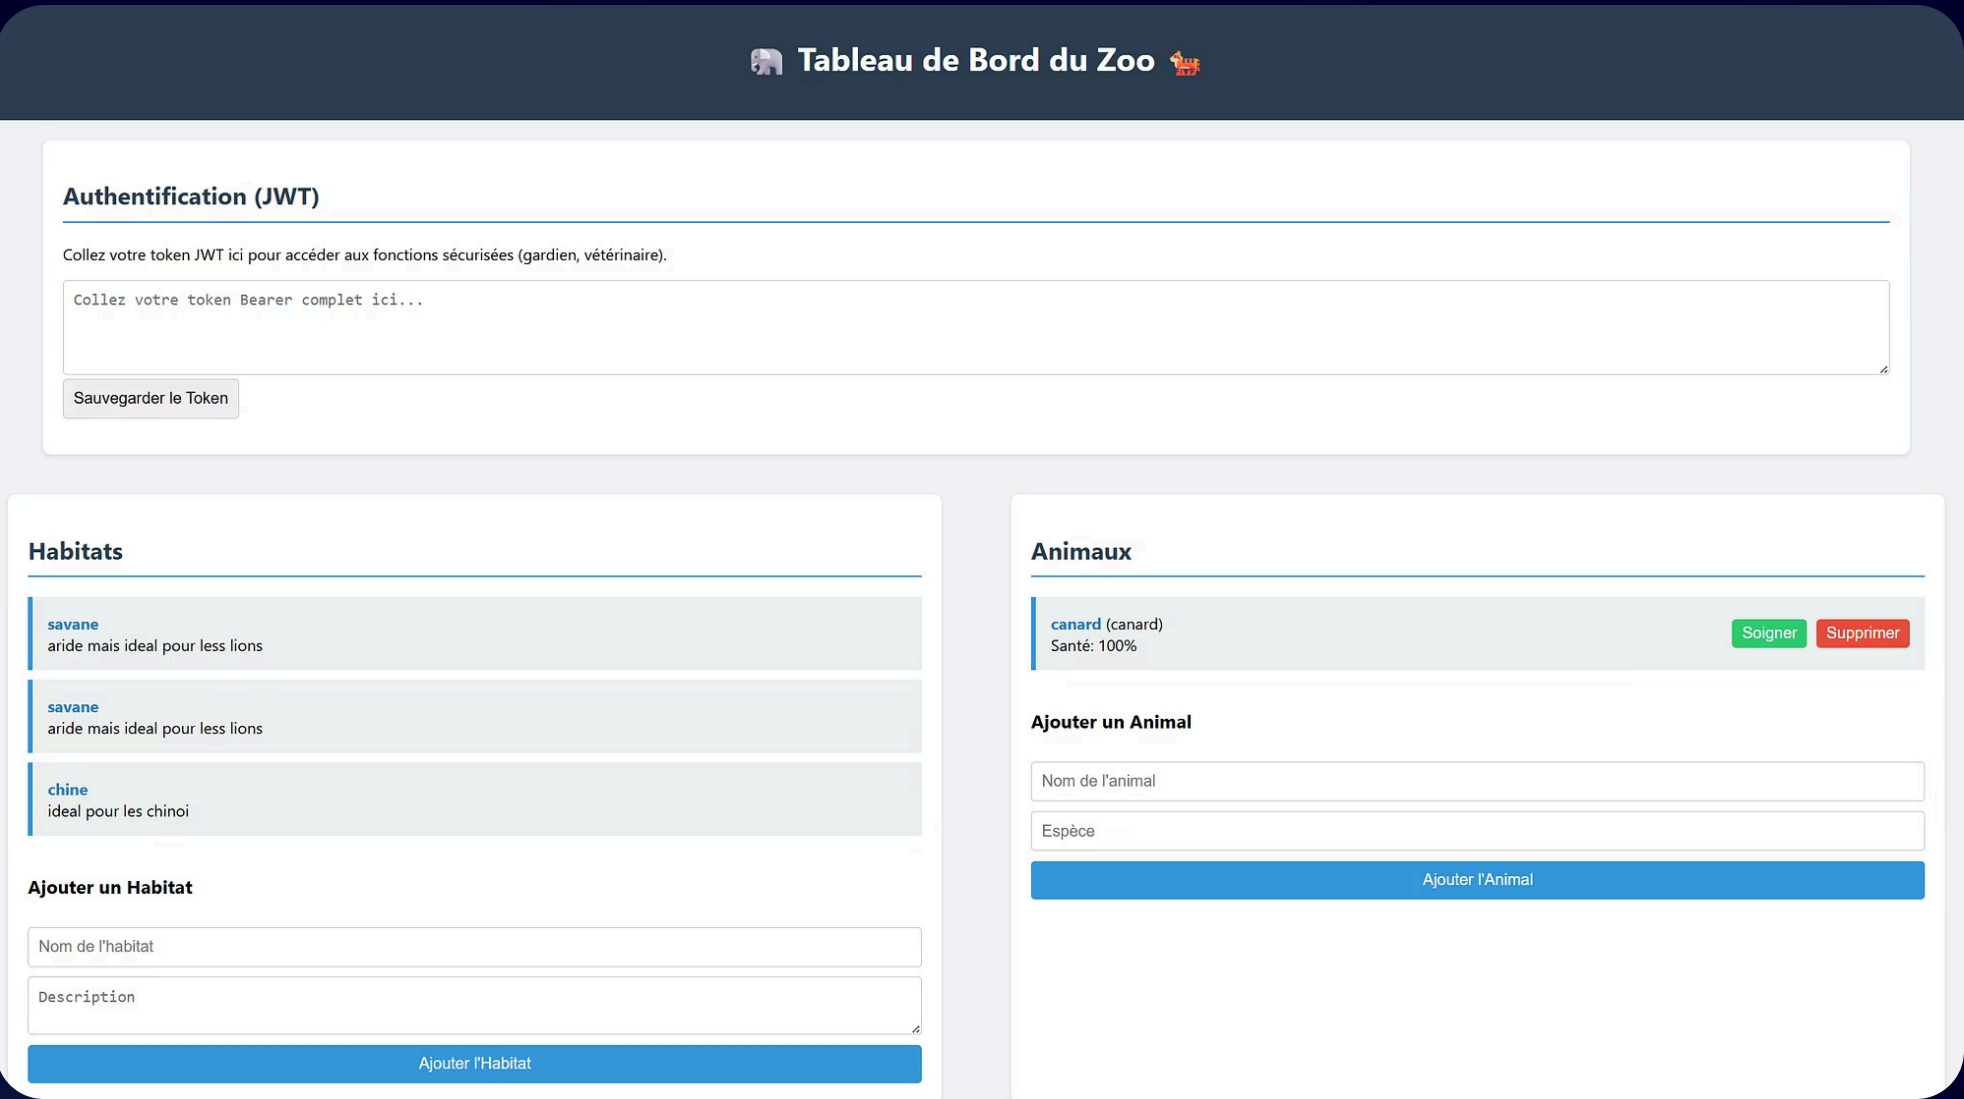 Tableau de Bord du Zoo
Authentification (JWT)
Collez votre token JWT ici pour accéder aux fonctions sécurisées (gardien, vétérinaire).
Collez votre token Bearer complet ici...
Sauvegarder le Token
Habitats
savane
aride mais ideal pour less lions
savane
aride mais ideal pour less lions
chine
ideal pour les chinoi
Ajouter un Habitat
Nom de l'habitat
Description
Ajouter l'Habitat
Animaux
canard (canard)
Santé: 100%
Soigner
Supprimer
Ajouter un Animal
Nom de l'animal
Espèce
Ajouter l'Animal